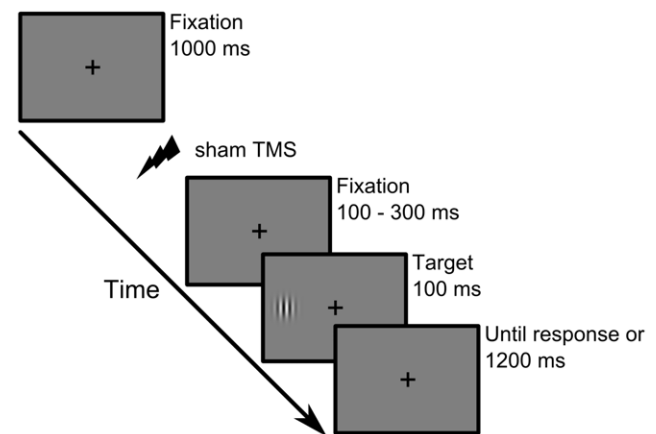 Fixation
1000 ms
sham TMS
Fixation
100 - 300 ms
Target
100 ms
Time
Until response or
1200 ms